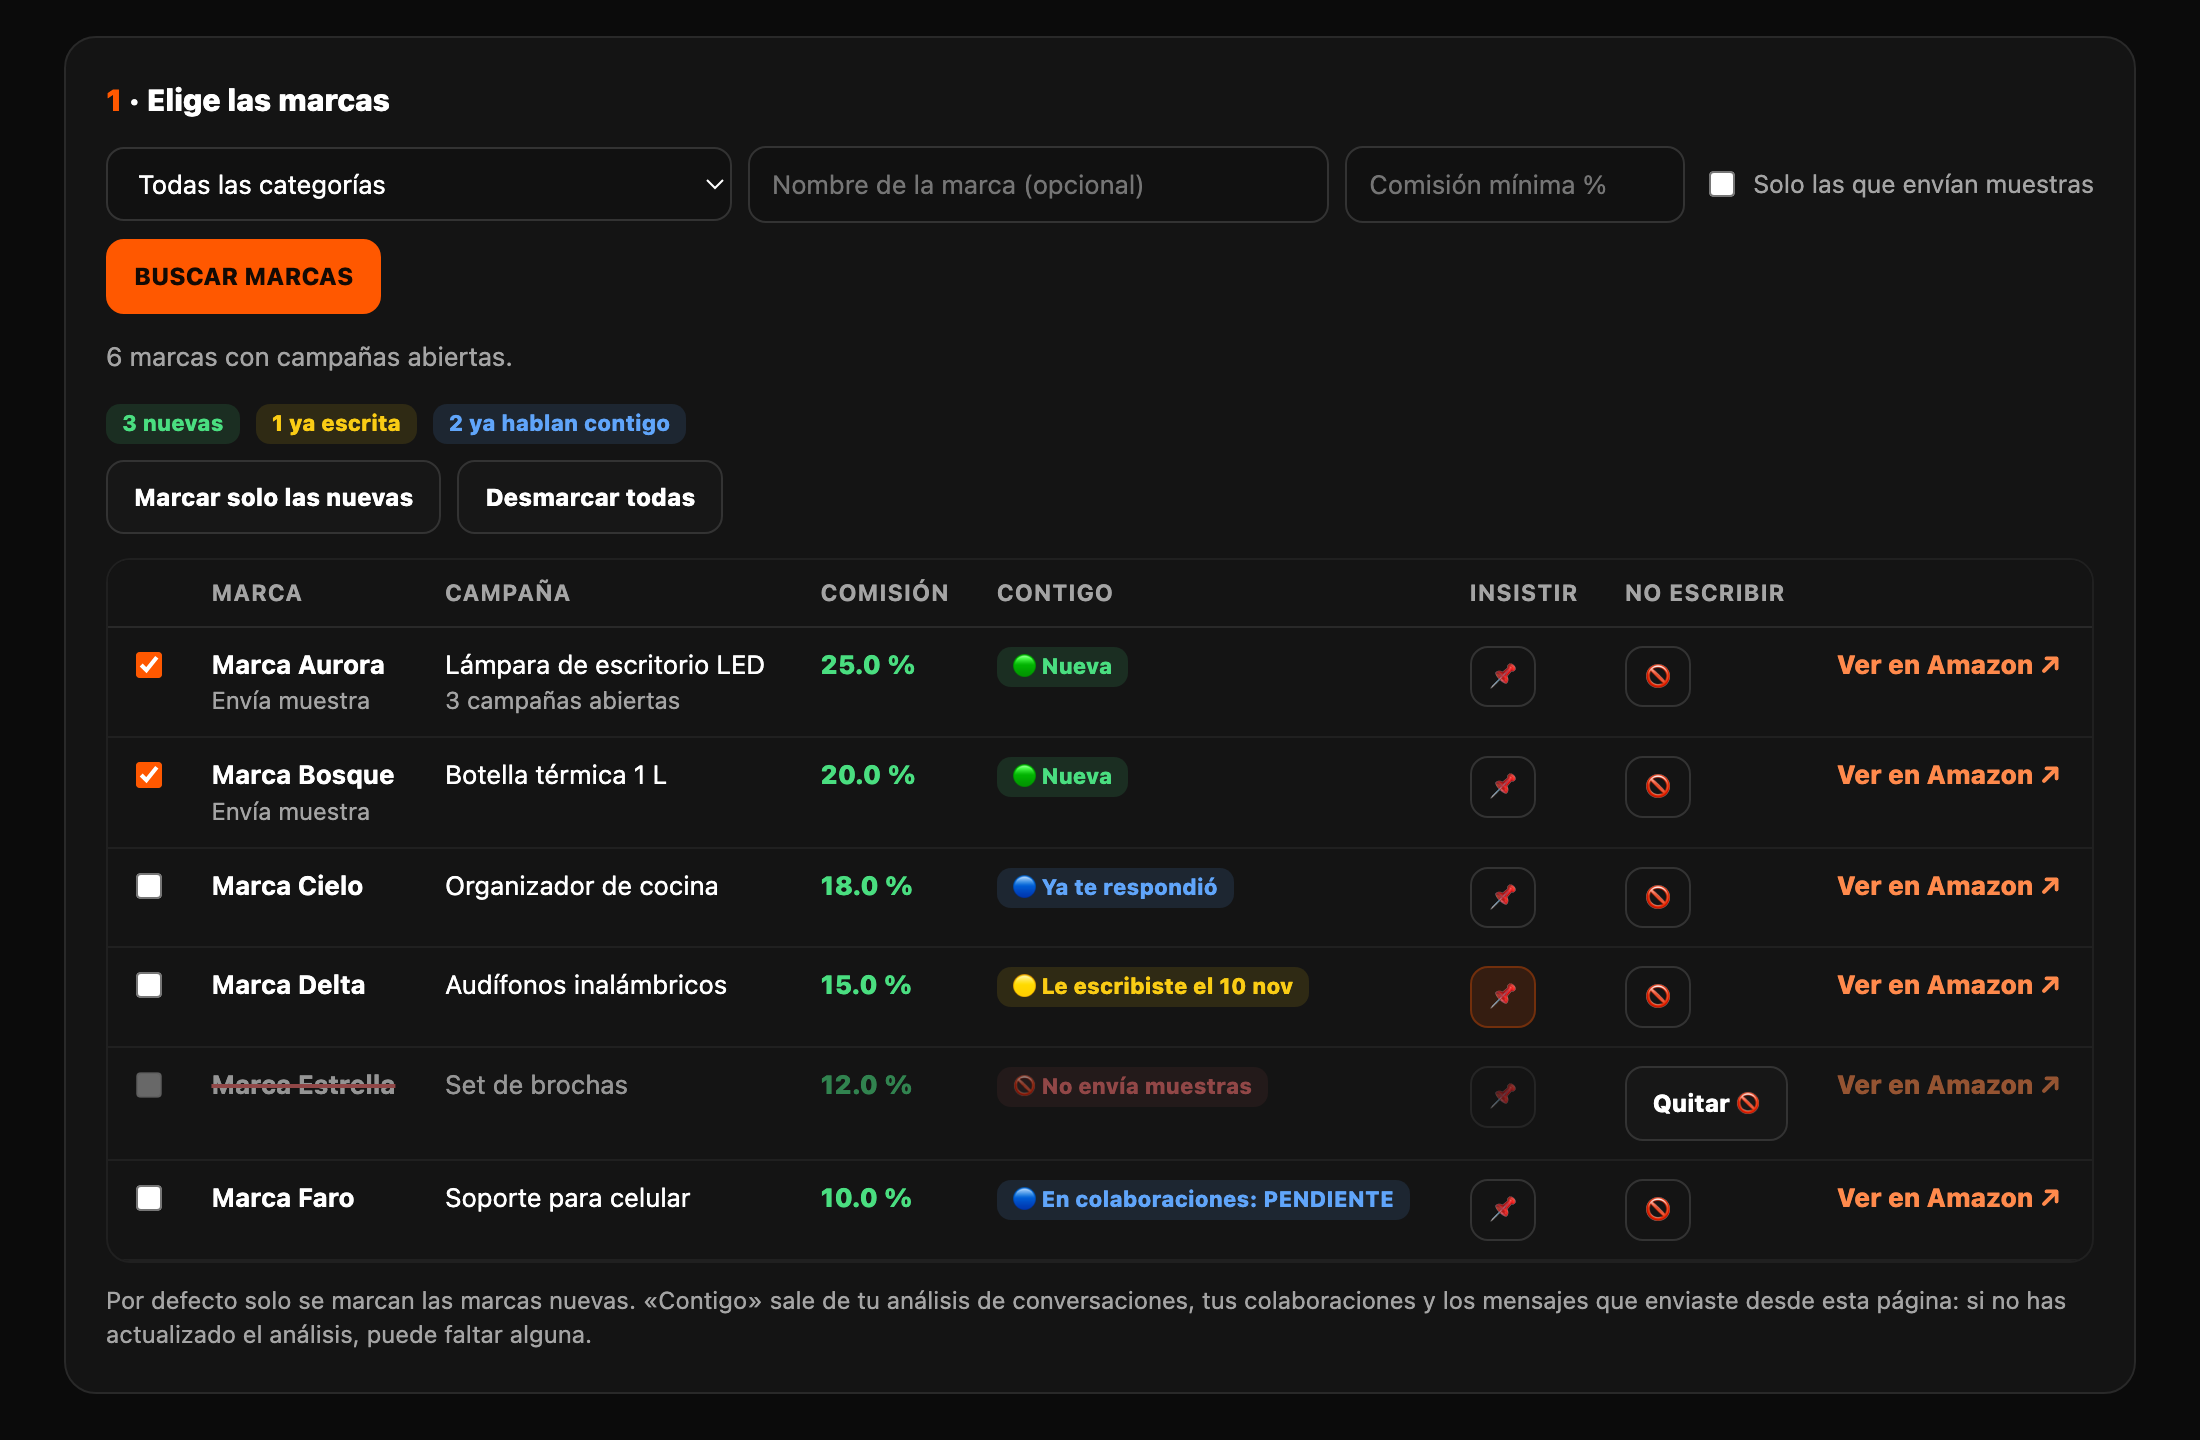 1 · Elige las marcas
Todas las categorías
Nombre de la marca (opcional)
Comisión mínima %
Solo las que envían muestras
BUSCAR MARCAS
6 marcas con campañas abiertas.
3 nuevas
1 ya escrita
2 ya hablan contigo
Marcar solo las nuevas
Desmarcar todas
MARCA CAMPAÑA COMISIÓN CONTIGO INSISTIR NO ESCRIBIR
Marca Aurora Lámpara de escritorio LED 25.0 % Nueva Ver en Amazon ↗
Envía muestra 3 campañas abiertas
Marca Bosque Botella térmica 1 L 20.0 % Nueva Ver en Amazon ↗
Envía muestra
Marca Cielo Organizador de cocina 18.0 % Ya te respondió Ver en Amazon ↗
Marca Delta Audífonos inalámbricos 15.0 % Le escribiste el 10 nov Ver en Amazon ↗
Marca Estrella Set de brochas 12.0 % No envía muestras Quitar Ver en Amazon ↗
Marca Faro Soporte para celular 10.0 % En colaboraciones: PENDIENTE Ver en Amazon ↗
Por defecto solo se marcan las marcas nuevas. «Contigo» sale de tu análisis de conversaciones, tus colaboraciones y los mensajes que enviaste desde esta página: si no has
actualizado el análisis, puede faltar alguna.